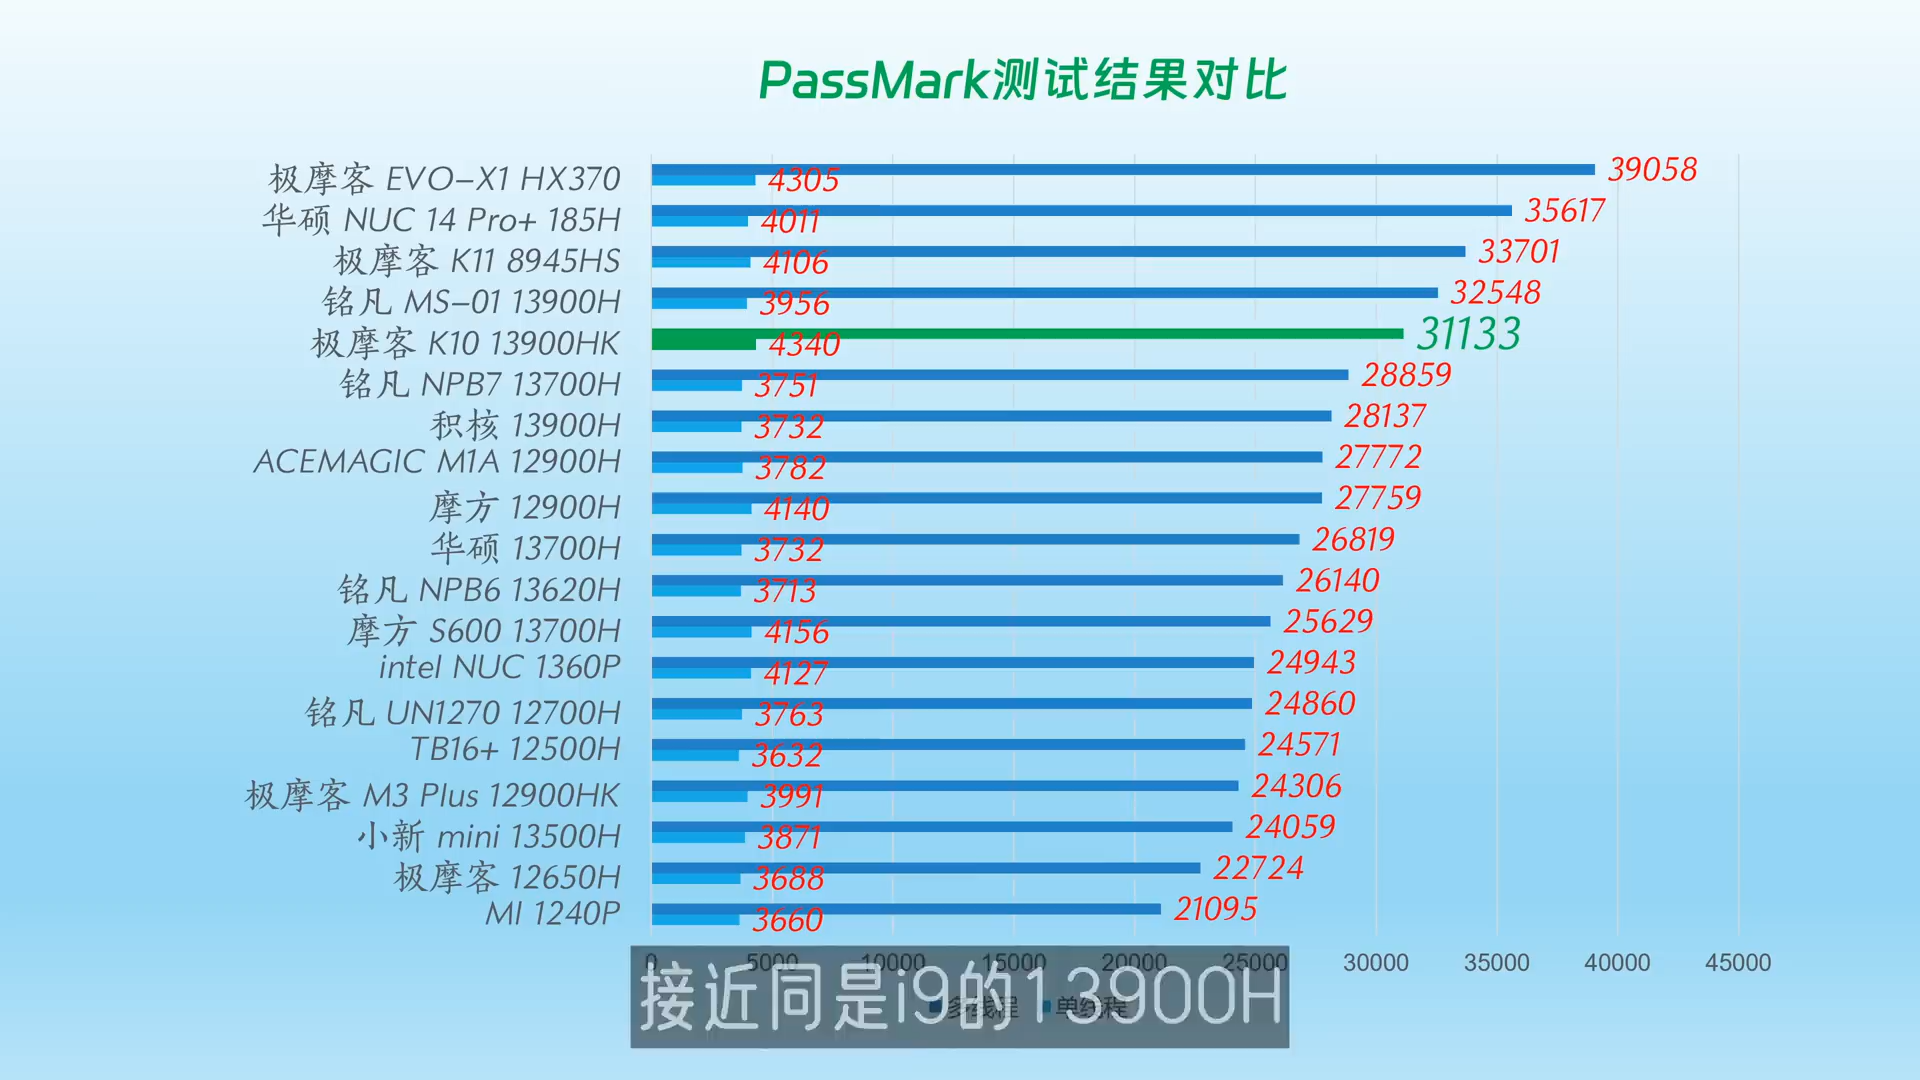 PassMark测试结果对比
极摩客 EVO-X1 HX370 4305 39058
华硕 NUC 14 Pro+ 185H 4011 35617
极摩客 K11 8945HS 4106 33701
铭凡 MS-01 13900H 3956 32548
极摩客 K10 13900HK 4340 31133
铭凡 NPB7 13700H 3751 28859
积核 13900H 3732 28137
ACEMAGIC M1A 12900H 3782 27772
摩方 12900H 4140 27759
华硕 13700H 3732 26819
铭凡 NPB6 13620H 3713 26140
摩方 S600 13700H 4156 25629
intel NUC 1360P 4127 24943
铭凡 UN1270 12700H 3763 24860
TB16+ 12500H 3632 24571
极摩客 M3 Plus 12900HK 3991 24306
小新 mini 13500H 3871 24059
极摩客 12650H 3688 22724
MI 1240P 3660 21095
0 5000 10000 15000 20000 25000 30000 35000 40000 45000
多线程 单线程
接近同是i9的13900H